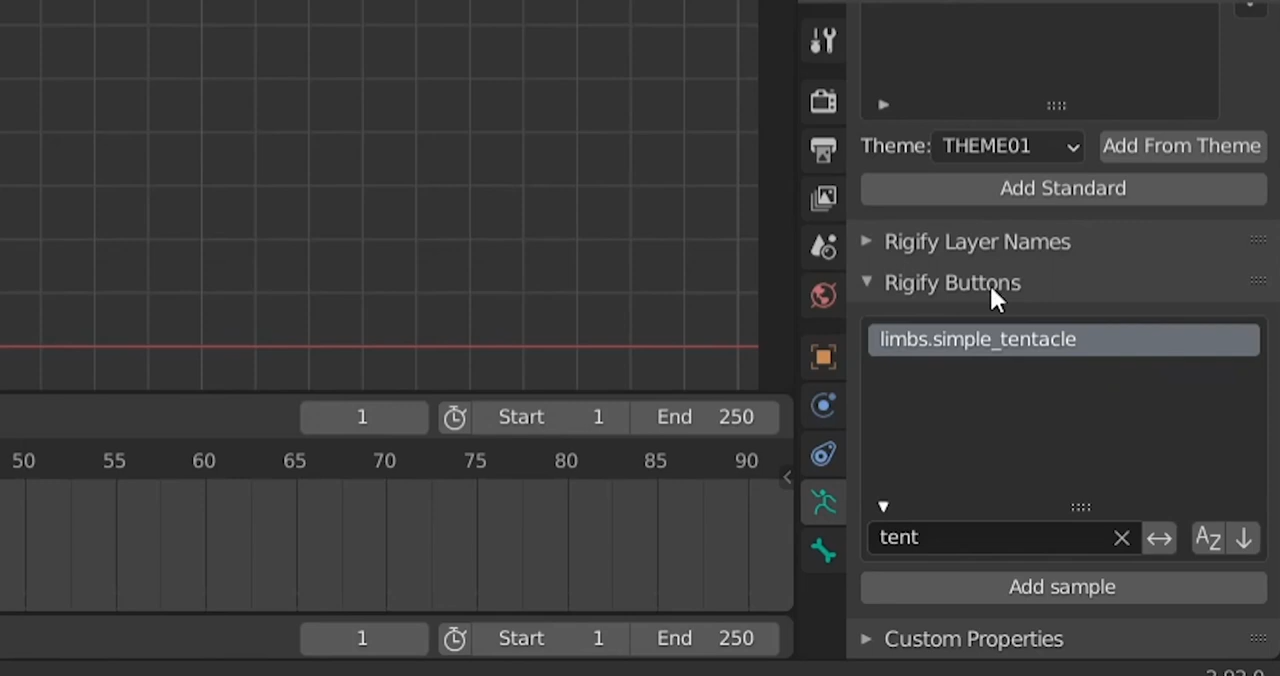 Theme: THEME01 Add From Theme
Add Standard
Rigify Layer Names
Rigify Buttons
limbs.simple_tentacle
1 Start 1 End 250
50 55 60 65 70 75 80 85 90
tent AZ
Add sample
1 Start 1 End 250
Custom Properties